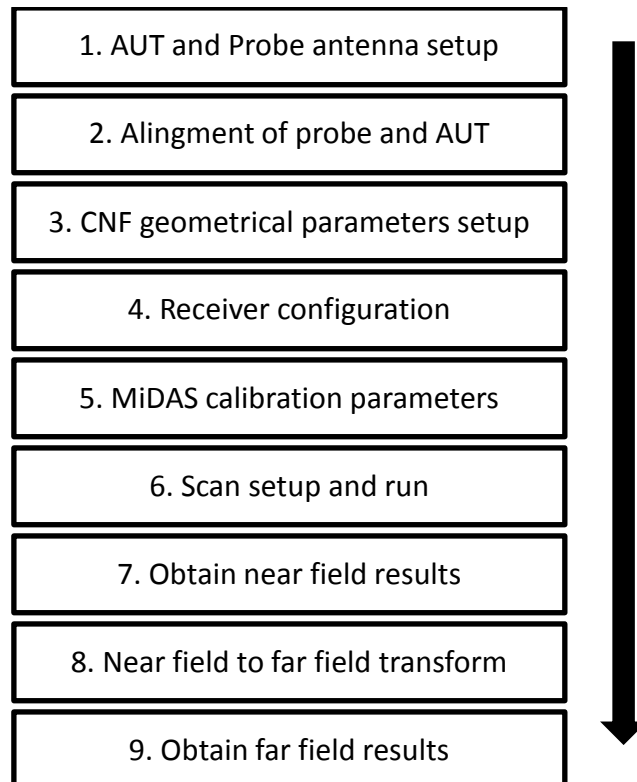 1. AUT and Probe antenna setup
2. Alingment of probe and AUT
3. CNF geometrical parameters setup
4. Receiver configuration
5. MiDAS calibration parameters
6. Scan setup and run
7. Obtain near field results
8. Near field to far field transform
9. Obtain far field results